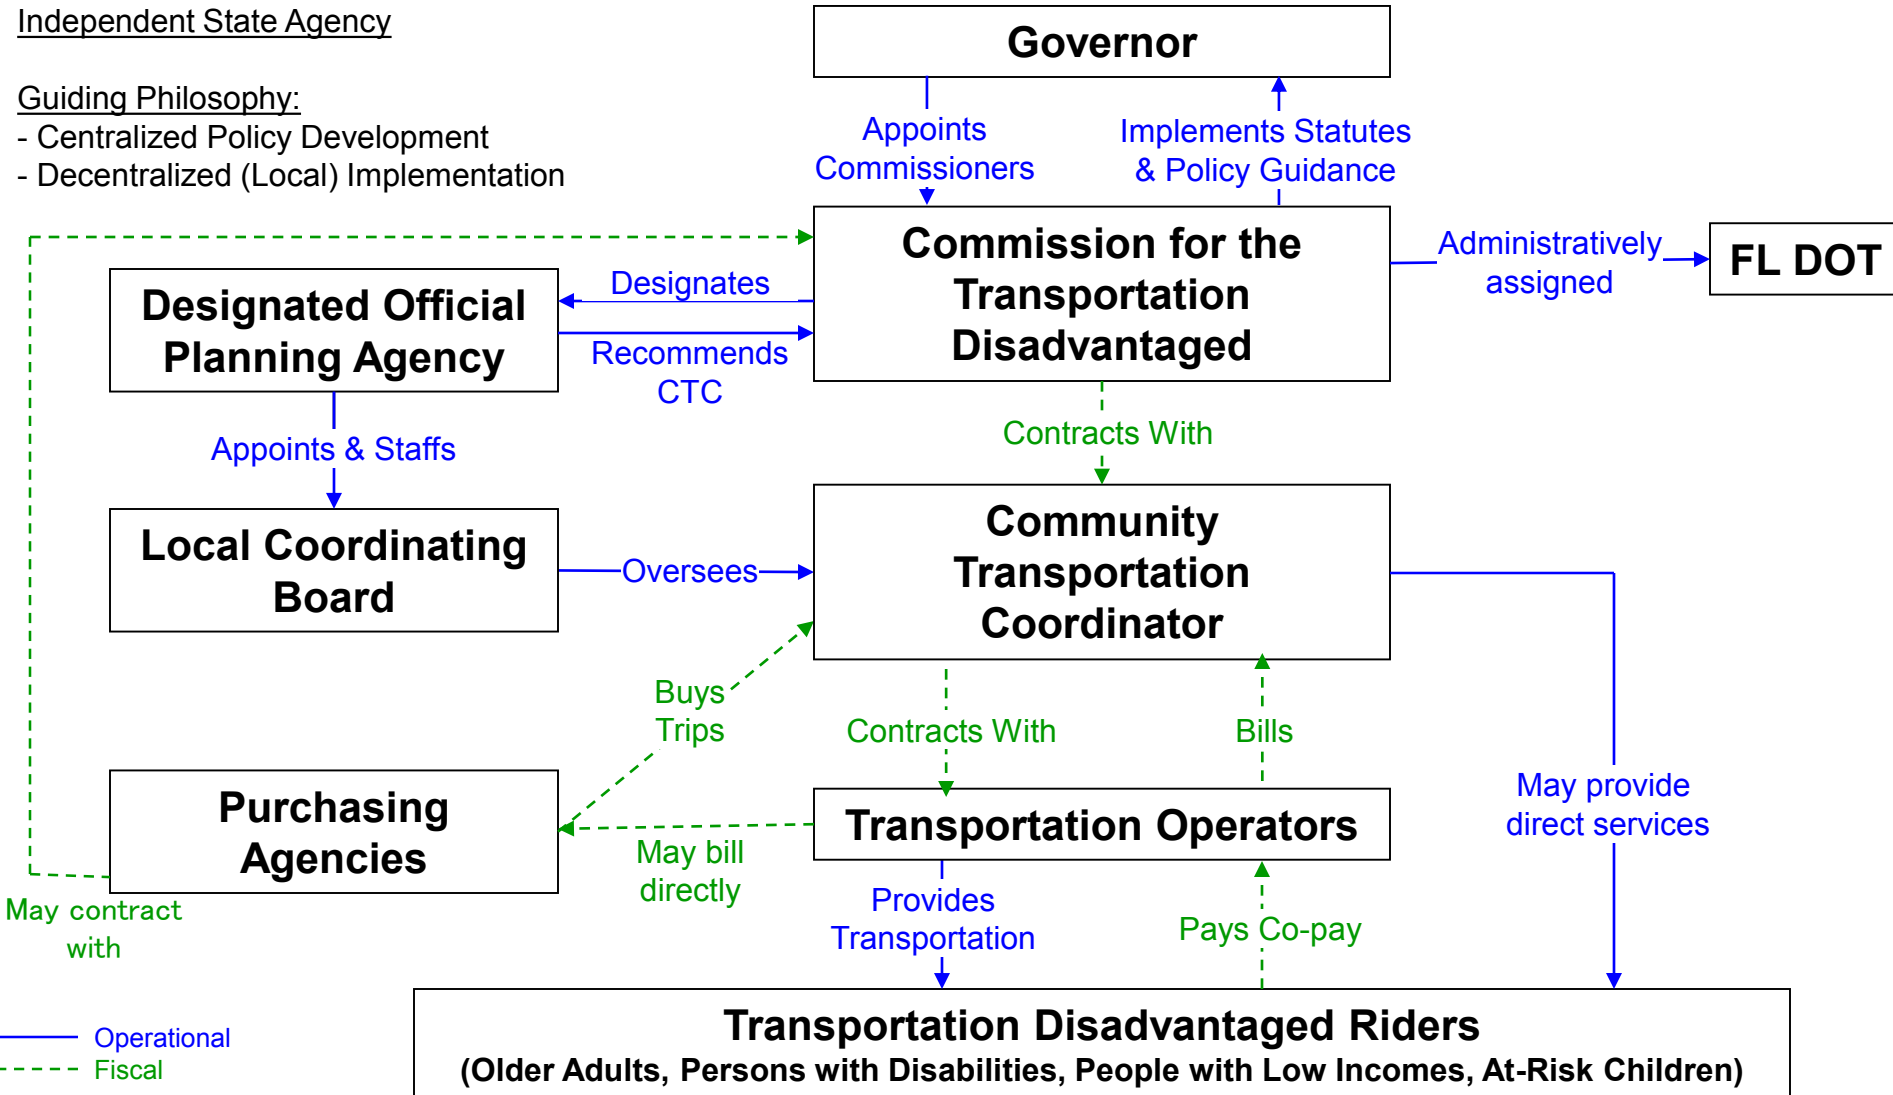 Independent State Agency
Guiding Philosophy:
- Centralized Policy Development
- Decentralized (Local) Implementation
Governor
Appoints
Commissioners
Implements Statutes
& Policy Guidance
Commission for the
Transportation
Disadvantaged
Administratively
assigned
FL DOT
Designated Official
Planning Agency
Designates
Recommends
CTC
Appoints & Staffs
Contracts With
Local Coordinating
Board
Oversees
Community
Transportation
Coordinator
Buys
Trips
Contracts With
Bills
May provide
direct services
Purchasing
Agencies
May bill
directly
Transportation Operators
May contract
with
Provides
Transportation
Pays Co-pay
Transportation Disadvantaged Riders
(Older Adults, Persons with Disabilities, People with Low Incomes, At-Risk Children)
Operational
Fiscal